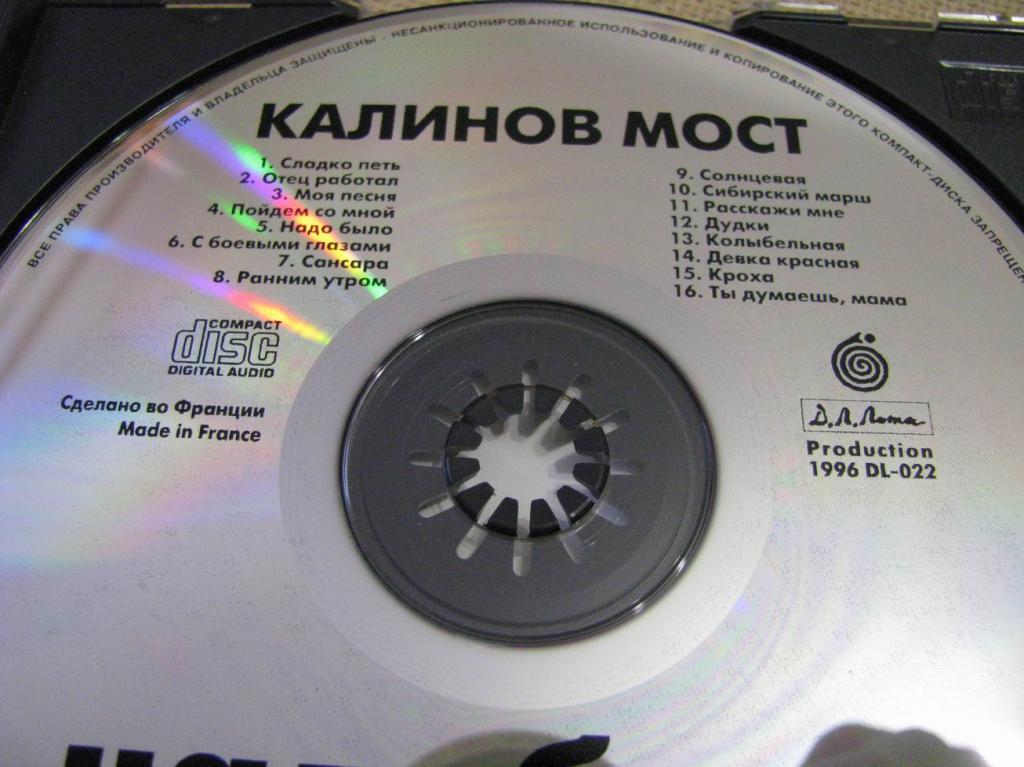 ВСЕ ПРАВА ПРОИЗВОДИТЕЛЯ И ВЛАДЕЛЬЦА ЗАЩИЩЕНЫ - НЕСАНКЦИОНИРОВАННОЕ ИСПОЛЬЗОВАНИЕ И КОПИРОВАНИЕ ЭТОГО КОМПАКТ-ДИСКА
КАЛИНОВ МОСТ
1. Сладко петь
2. Отец работал
3. Моя песня
4. Пойдем со мной
5. Надо было
6. С боевыми глазами
7. Сансара
8. Ранним утром
9. Солнцевая
10. Сибирский марш
11. Расскажи мне
12. Дудки
13. Колыбельная
14. Девка красная
15. Кроха
16. Ты думаешь, мама
COMPACT
disc
DIGITAL AUDIO
Сделано во Франции
Made in France
Production
1996 DL-022